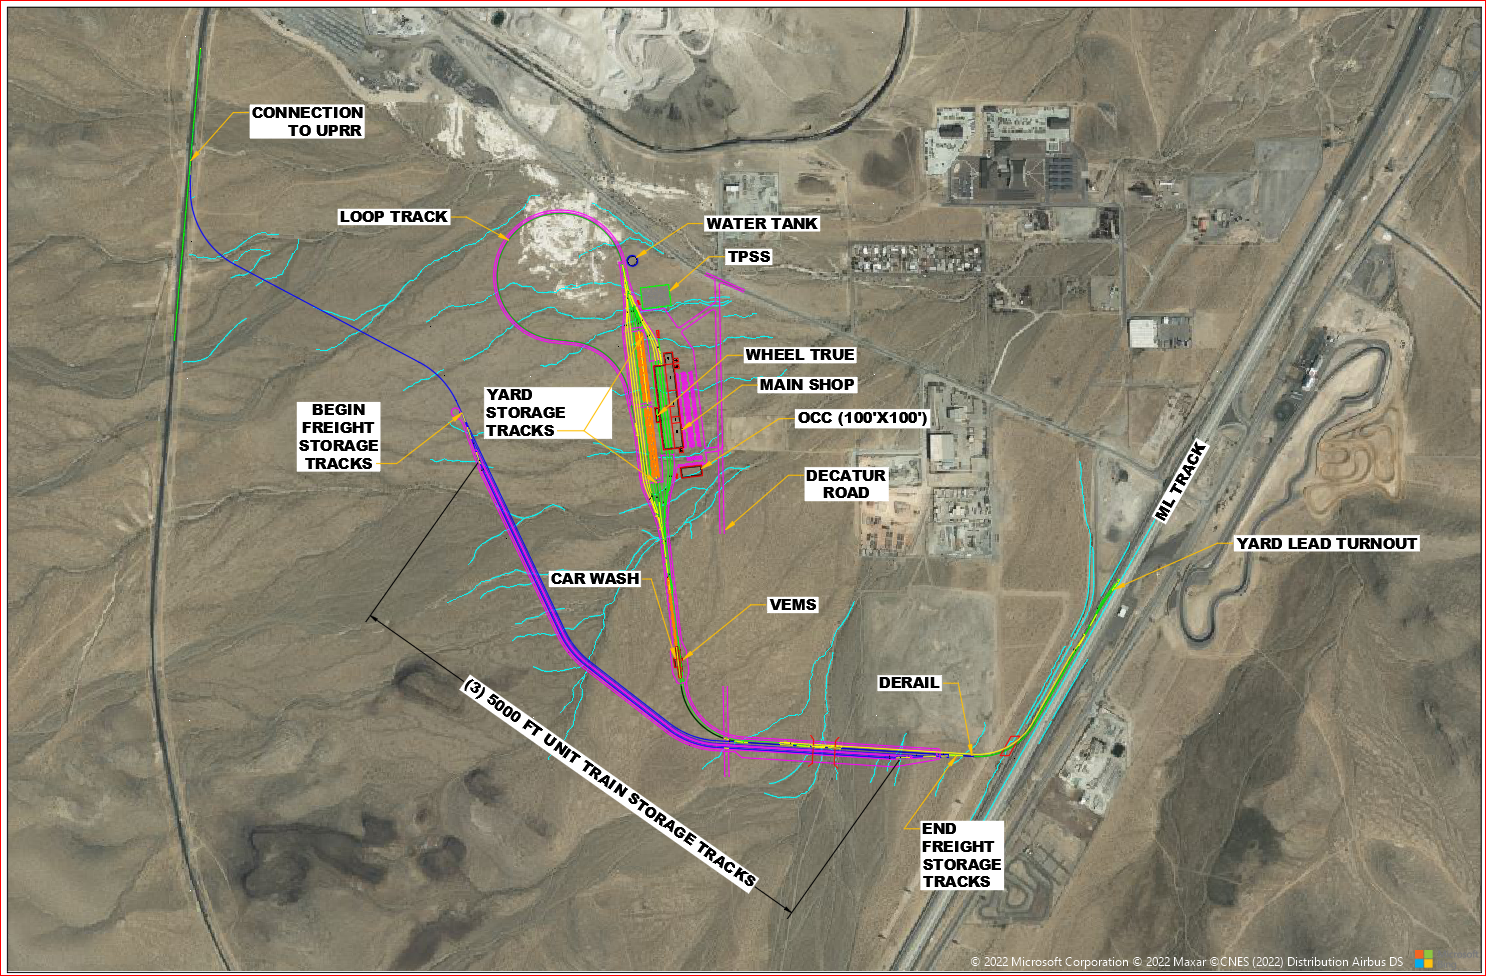 CONNECTION
TO UPRR
LOOP TRACK
WATER TANK
TPSS
WHEEL TRUE
MAIN SHOP
YARD
STORAGE
TRACKS
BEGIN
FREIGHT
STORAGE
TRACKS
OCC (100'X100')
DECATUR
ROAD
ML TRACK
YARD LEAD TURNOUT
CAR WASH
VEMS
DERAIL
(3) 5000 FT UNIT TRAIN STORAGE TRACKS
END
FREIGHT
STORAGE
TRACKS
© 2022 Microsoft Corporation © 2022 Maxar ©CNES (2022) Distribution Airbus DS